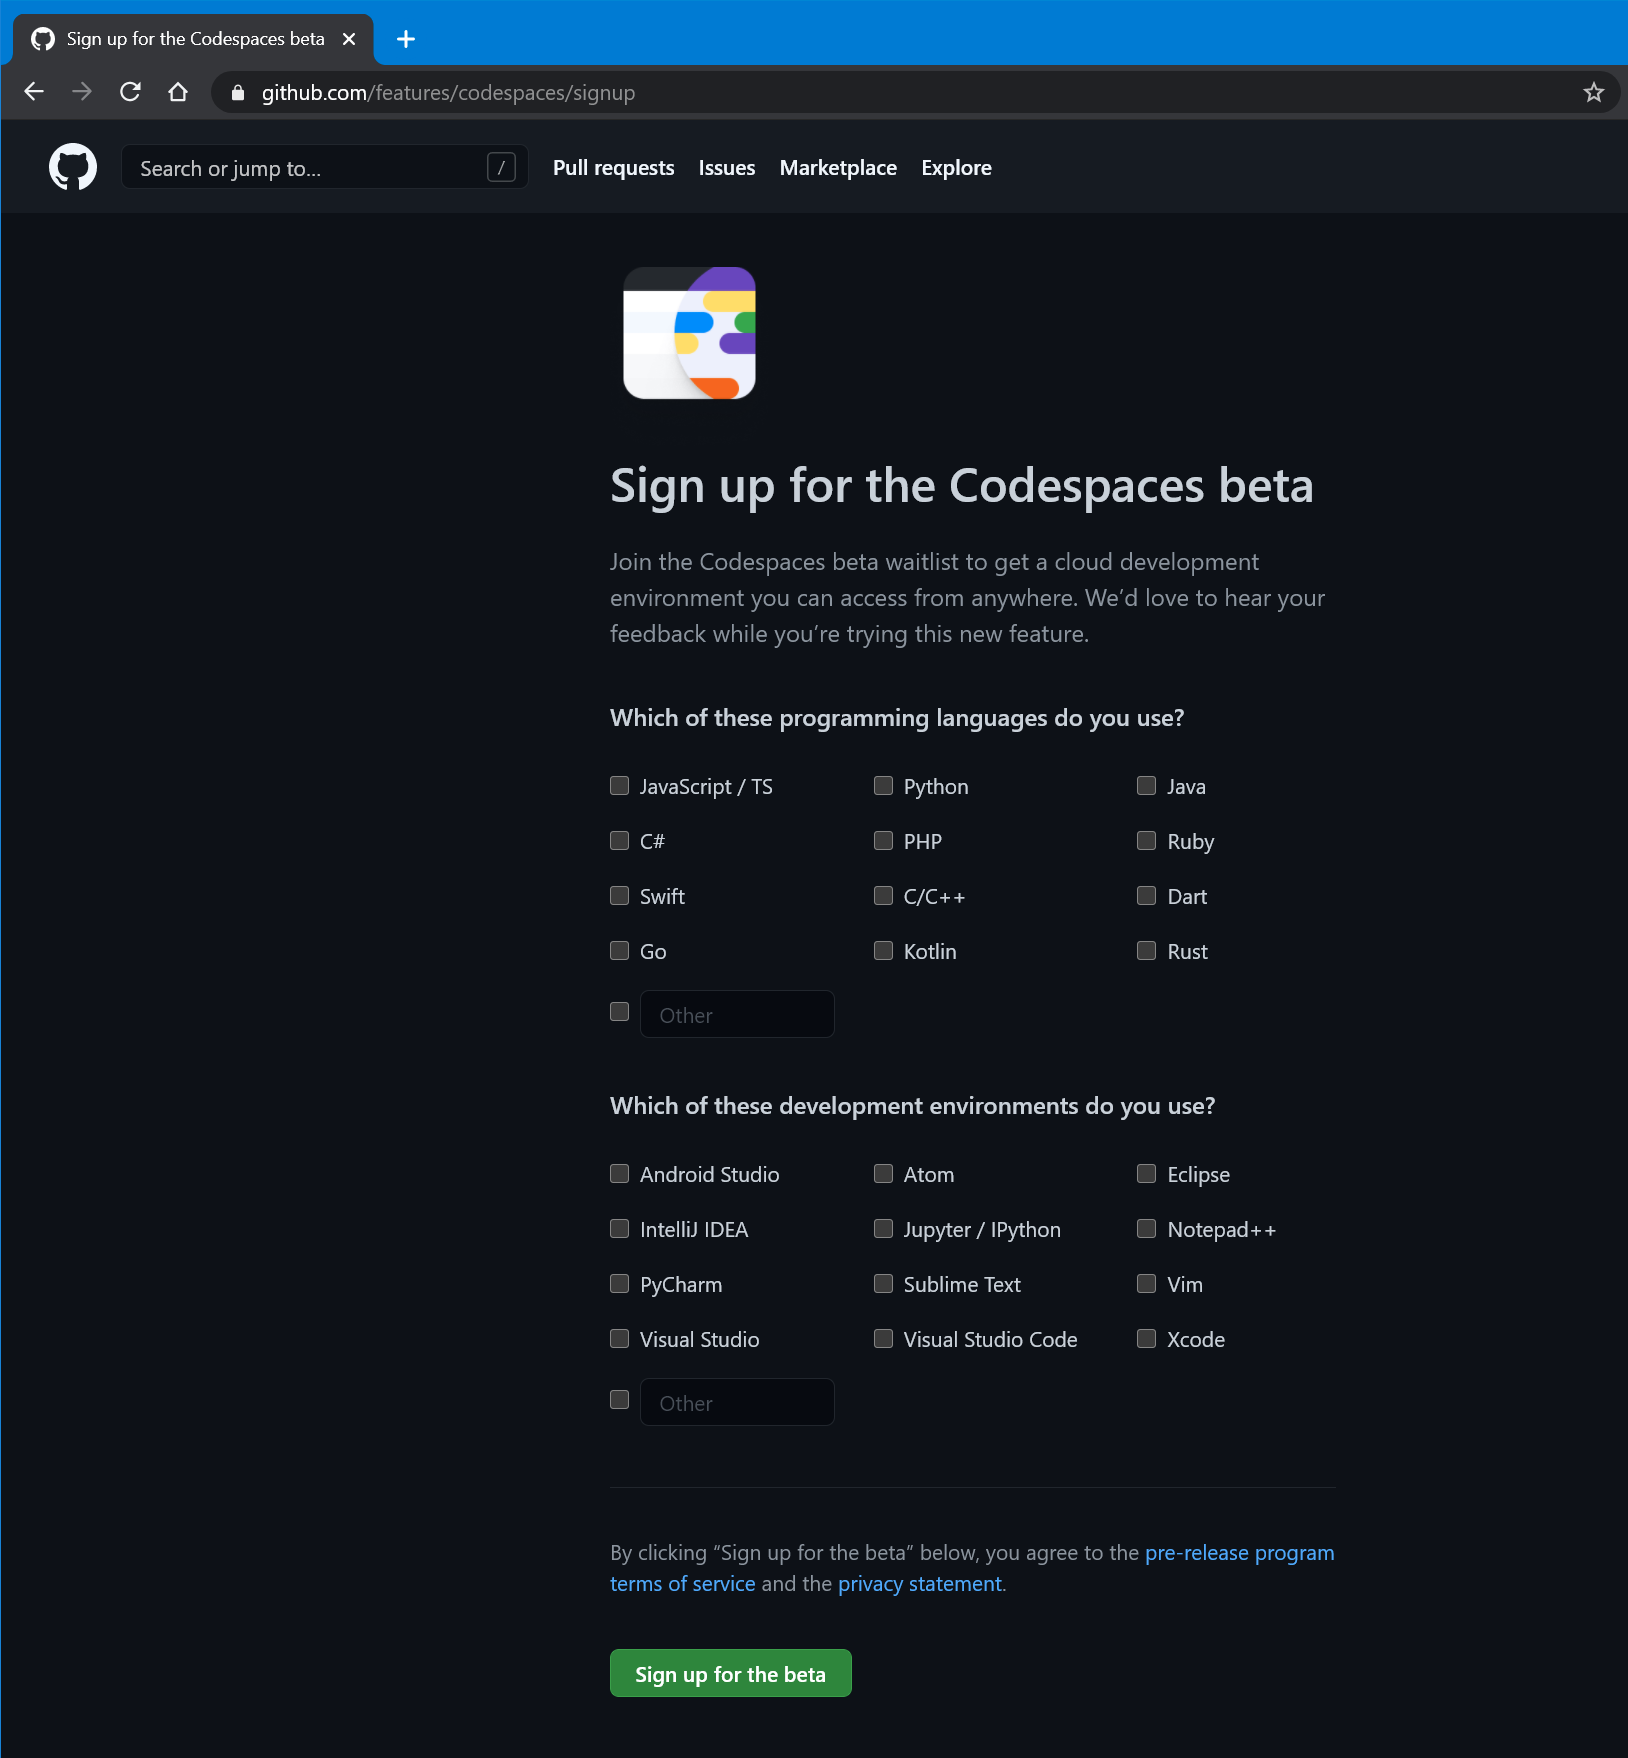 Sign up for the Codespaces beta
github.com/features/codespaces/signup
Search or jump to...
/
Pull requests
Issues
Marketplace
Explore
Sign up for the Codespaces beta
Join the Codespaces beta waitlist to get a cloud development
environment you can access from anywhere. We’d love to hear your
feedback while you’re trying this new feature.
Which of these programming languages do you use?
JavaScript / TS
Python
Java
C#
PHP
Ruby
Swift
C/C++
Dart
Go
Kotlin
Rust
Other
Which of these development environments do you use?
Android Studio
Atom
Eclipse
IntelliJ IDEA
Jupyter / IPython
Notepad++
PyCharm
Sublime Text
Vim
Visual Studio
Visual Studio Code
Xcode
Other
By clicking “Sign up for the beta” below, you agree to the pre-release program
terms of service and the privacy statement.
Sign up for the beta